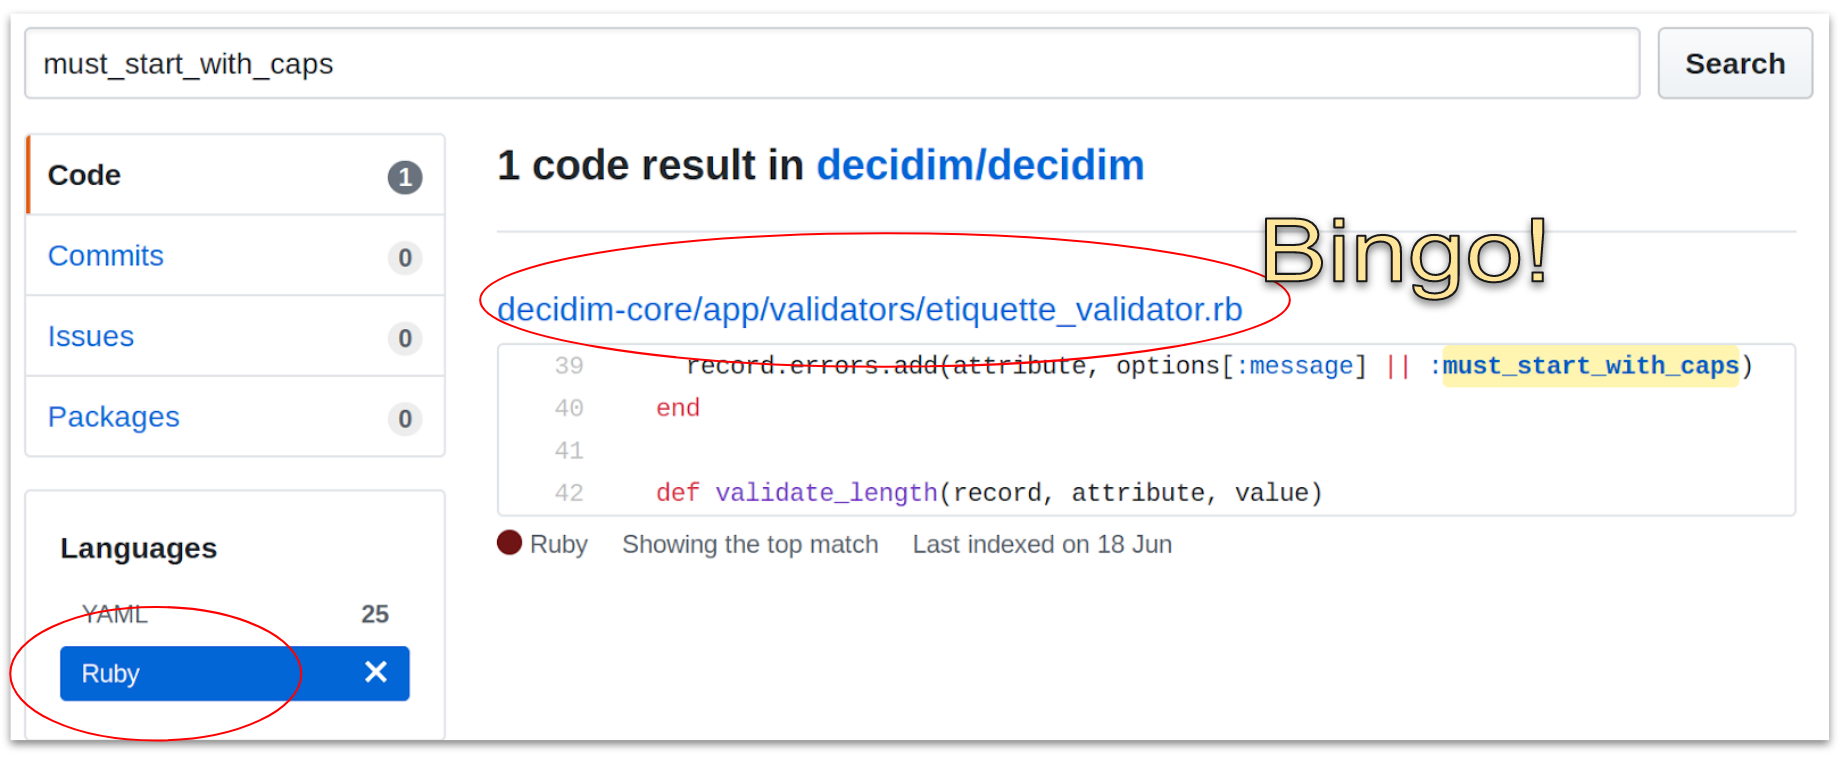 must_start_with_caps
Search
Code 1
Commits 0
Issues 0
Packages 0
Languages
YAML 25
Ruby ✕
1 code result in decidim/decidim
Bingo!
decidim-core/app/validators/etiquette_validator.rb
39 record.errors.add(attribute, options[:message] || :must_start_with_caps)
40 end
41
42 def validate_length(record, attribute, value)
Ruby Showing the top match Last indexed on 18 Jun